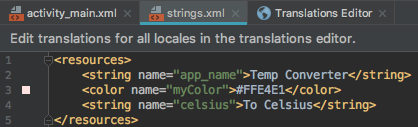 activity_main.xml strings.xml Translations Editor
Edit translations for all locales in the translations editor.
1 <resources>
2 <string name="app_name">Temp Converter</string>
3 <color name="myColor">#FFE4E1</color>
4 <string name="celsius">To Celsius</string>
5 </resources>